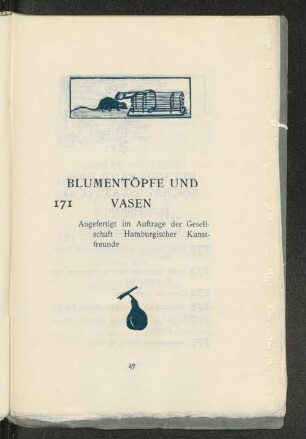 BLUMENTÖPFE UND
171 VASEN
Angefertigt im Auftrage der Gesell-
schaft Hamburgischer Kunst-
freunde
47